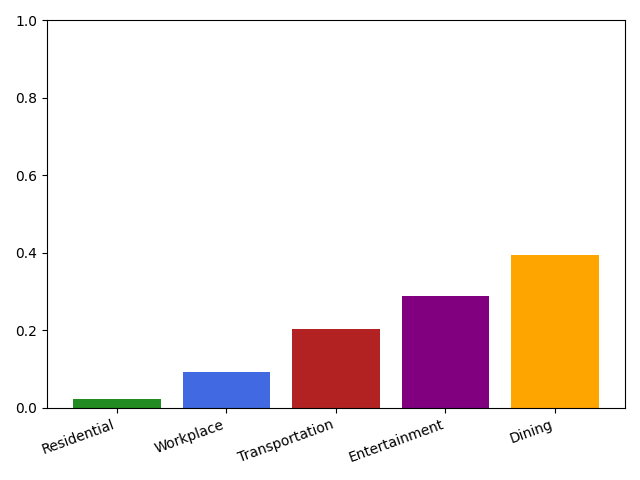 1.0
0.8
0.6
0.4
0.2
0.0
Residential
Workplace
Transportation
Entertainment
Dining